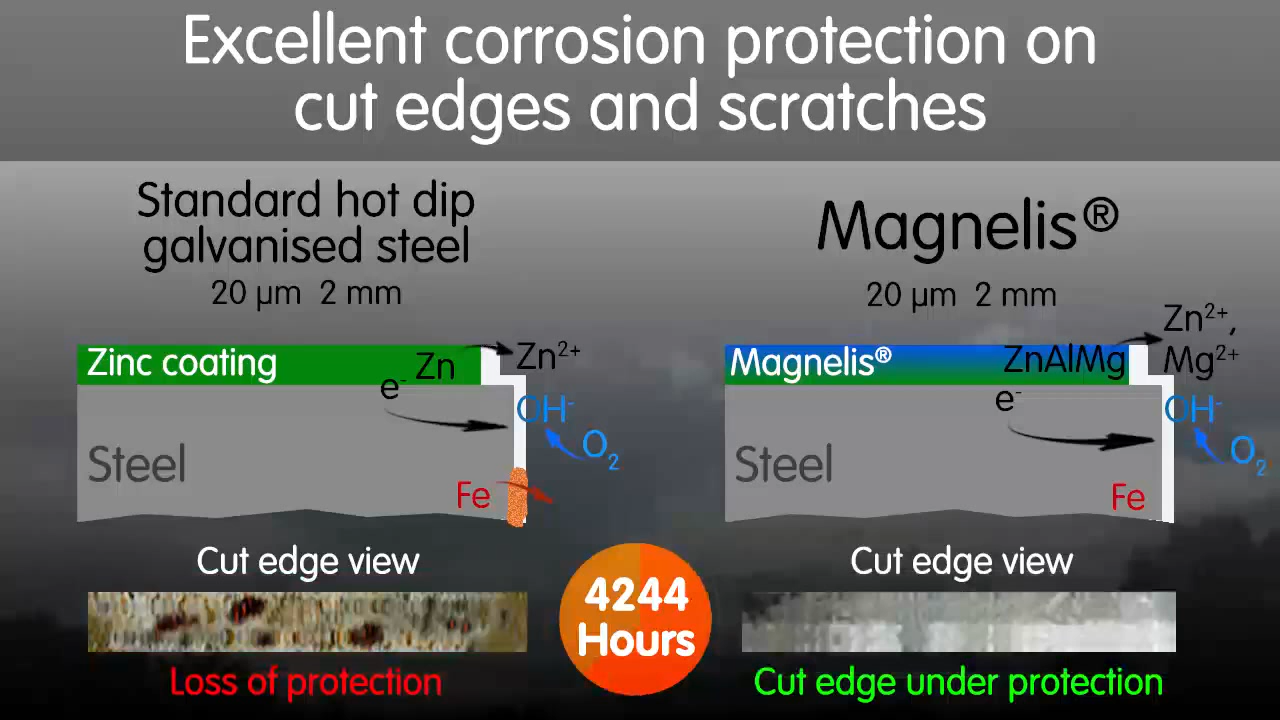 Excellent corrosion protection on
cut edges and scratches
Standard hot dip
galvanised steel
20 µm 2 mm
Zinc coating
Zn
Zn²⁺
e⁻
OH⁻
O₂
Steel
Fe
Cut edge view
Loss of protection
4244
Hours
Magnelis®
20 µm 2 mm
Magnelis®
ZnAlMg
Zn²⁺,
Mg²⁺
e⁻
OH⁻
O₂
Steel
Fe
Cut edge view
Cut edge under protection